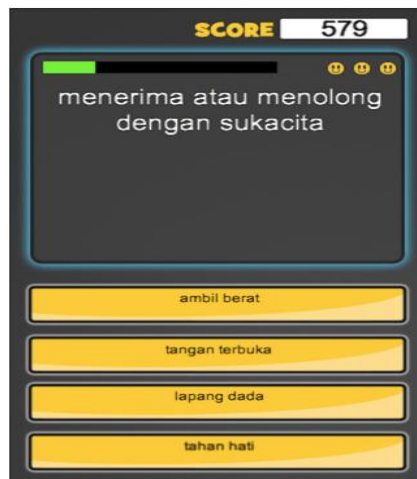 SCORE 579
menerima atau menolong
dengan sukacita
ambil berat
tangan terbuka
lapang dada
tahan hati